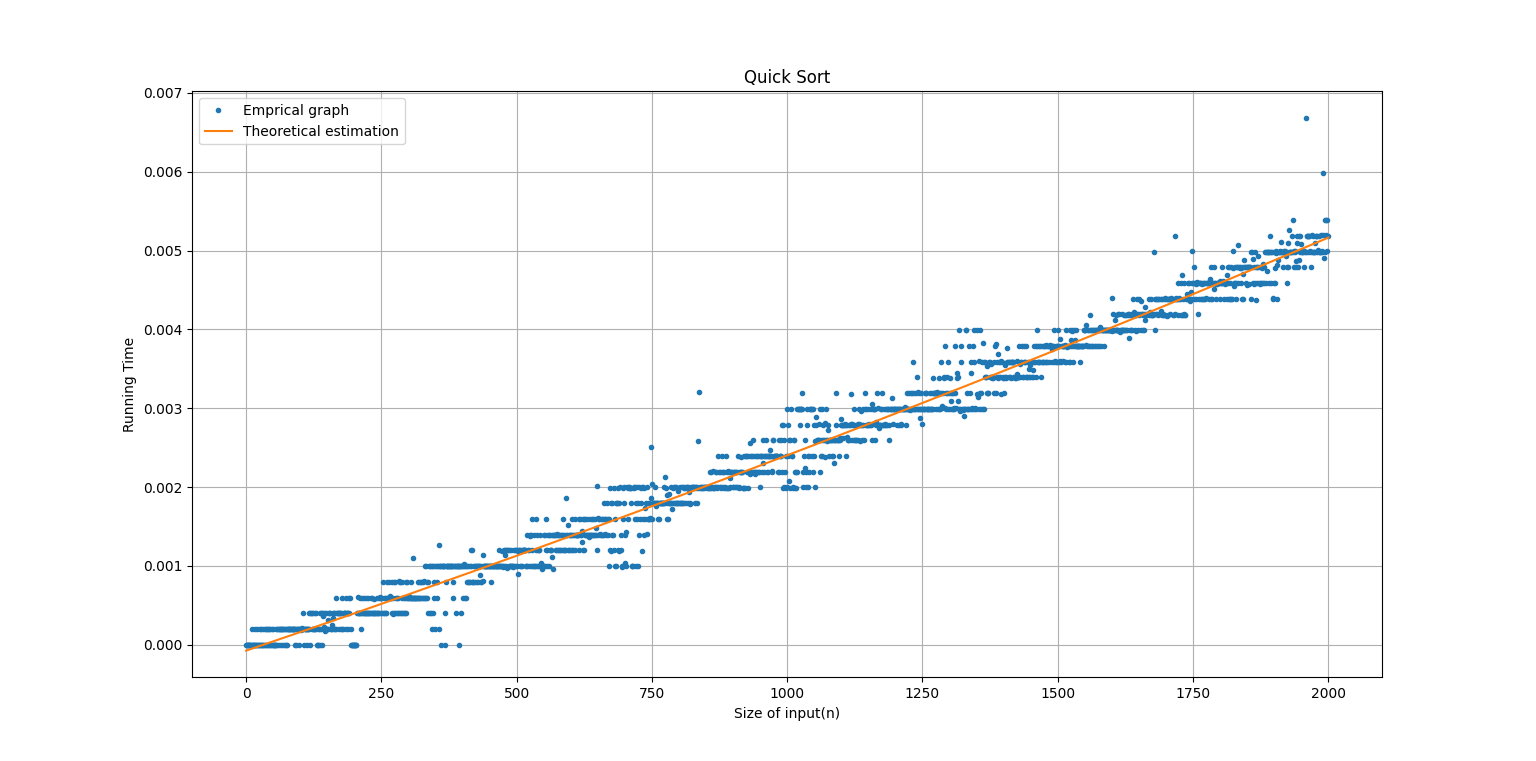 Quick Sort
Emprical graph
Theoretical estimation
0.007
0.006
0.005
0.004
0.003
0.002
0.001
0.000
Running Time
0 250 500 750 1000 1250 1500 1750 2000
Size of input(n)